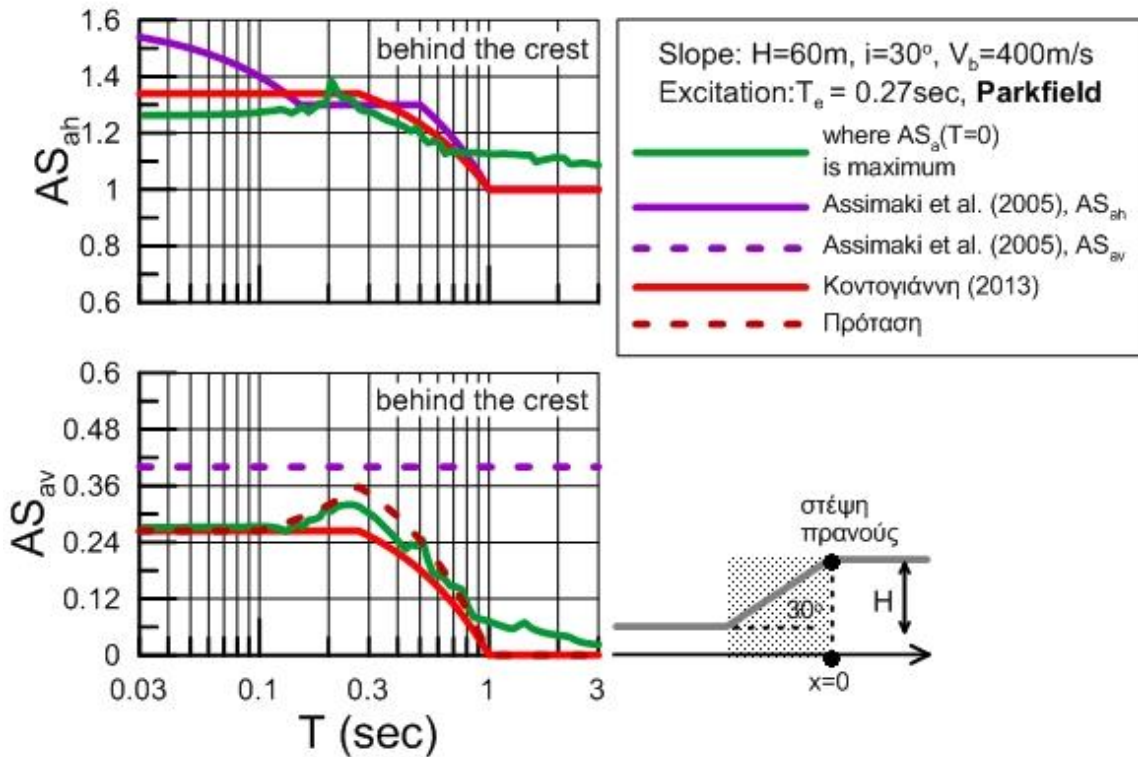 1.6
1.4
1.2
1
0.8
0.6
AS_ah
behind the crest
Slope: H=60m, i=30°, V_b=400m/s
Excitation:T_e = 0.27sec, Parkfield
where AS_a(T=0)
is maximum
Assimaki et al. (2005), AS_ah
Assimaki et al. (2005), AS_av
Κοντογιάννη (2013)
Πρόταση
0.6
0.48
0.36
0.24
0.12
0
AS_av
behind the crest
0.03 0.1 0.3 1 3
T (sec)
στέψη
πρανούς
30°
H
x=0